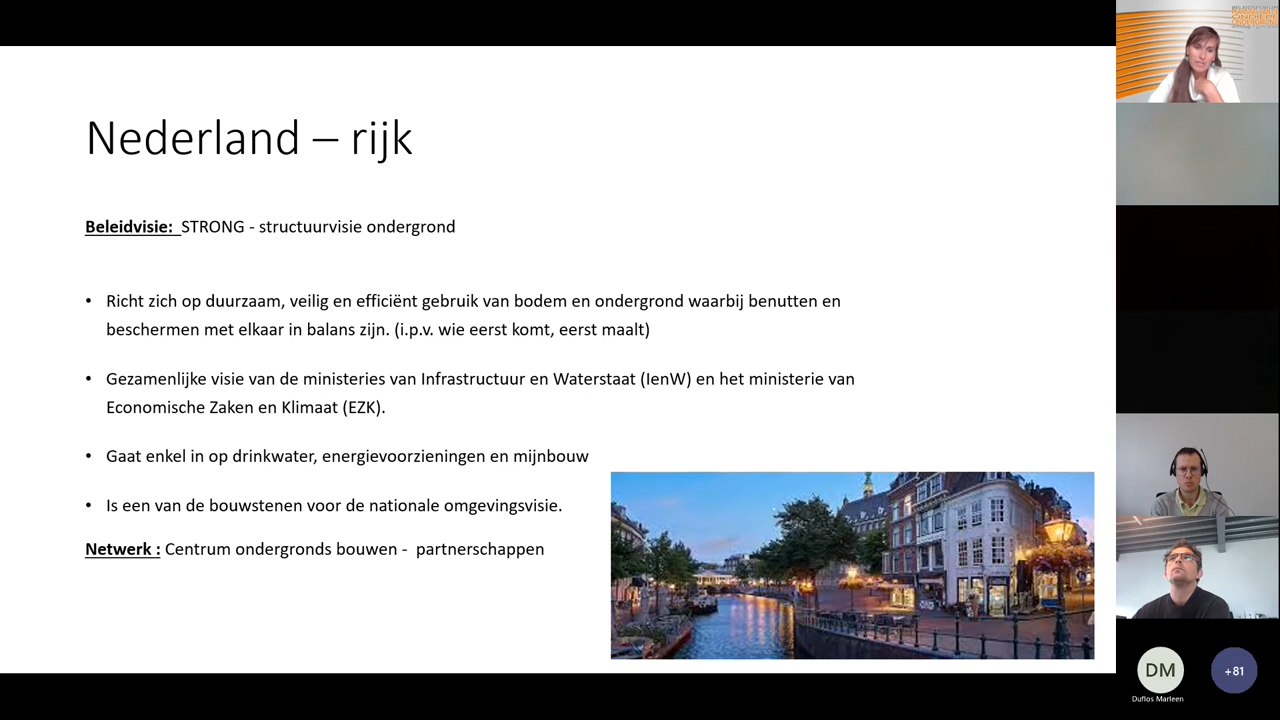 Nederland – rijk
Beleidvisie: STRONG - structuurvisie ondergrond
• Richt zich op duurzaam, veilig en efficiënt gebruik van bodem en ondergrond waarbij benutten en
beschermen met elkaar in balans zijn. (i.p.v. wie eerst komt, eerst maalt)
• Gezamenlijke visie van de ministeries van Infrastructuur en Waterstaat (IenW) en het ministerie van
Economische Zaken en Klimaat (EZK).
• Gaat enkel in op drinkwater, energievoorzieningen en mijnbouw
• Is een van de bouwstenen voor de nationale omgevingsvisie.
Netwerk : Centrum ondergronds bouwen - partnerschappen
DM
Duflos Marleen
+81